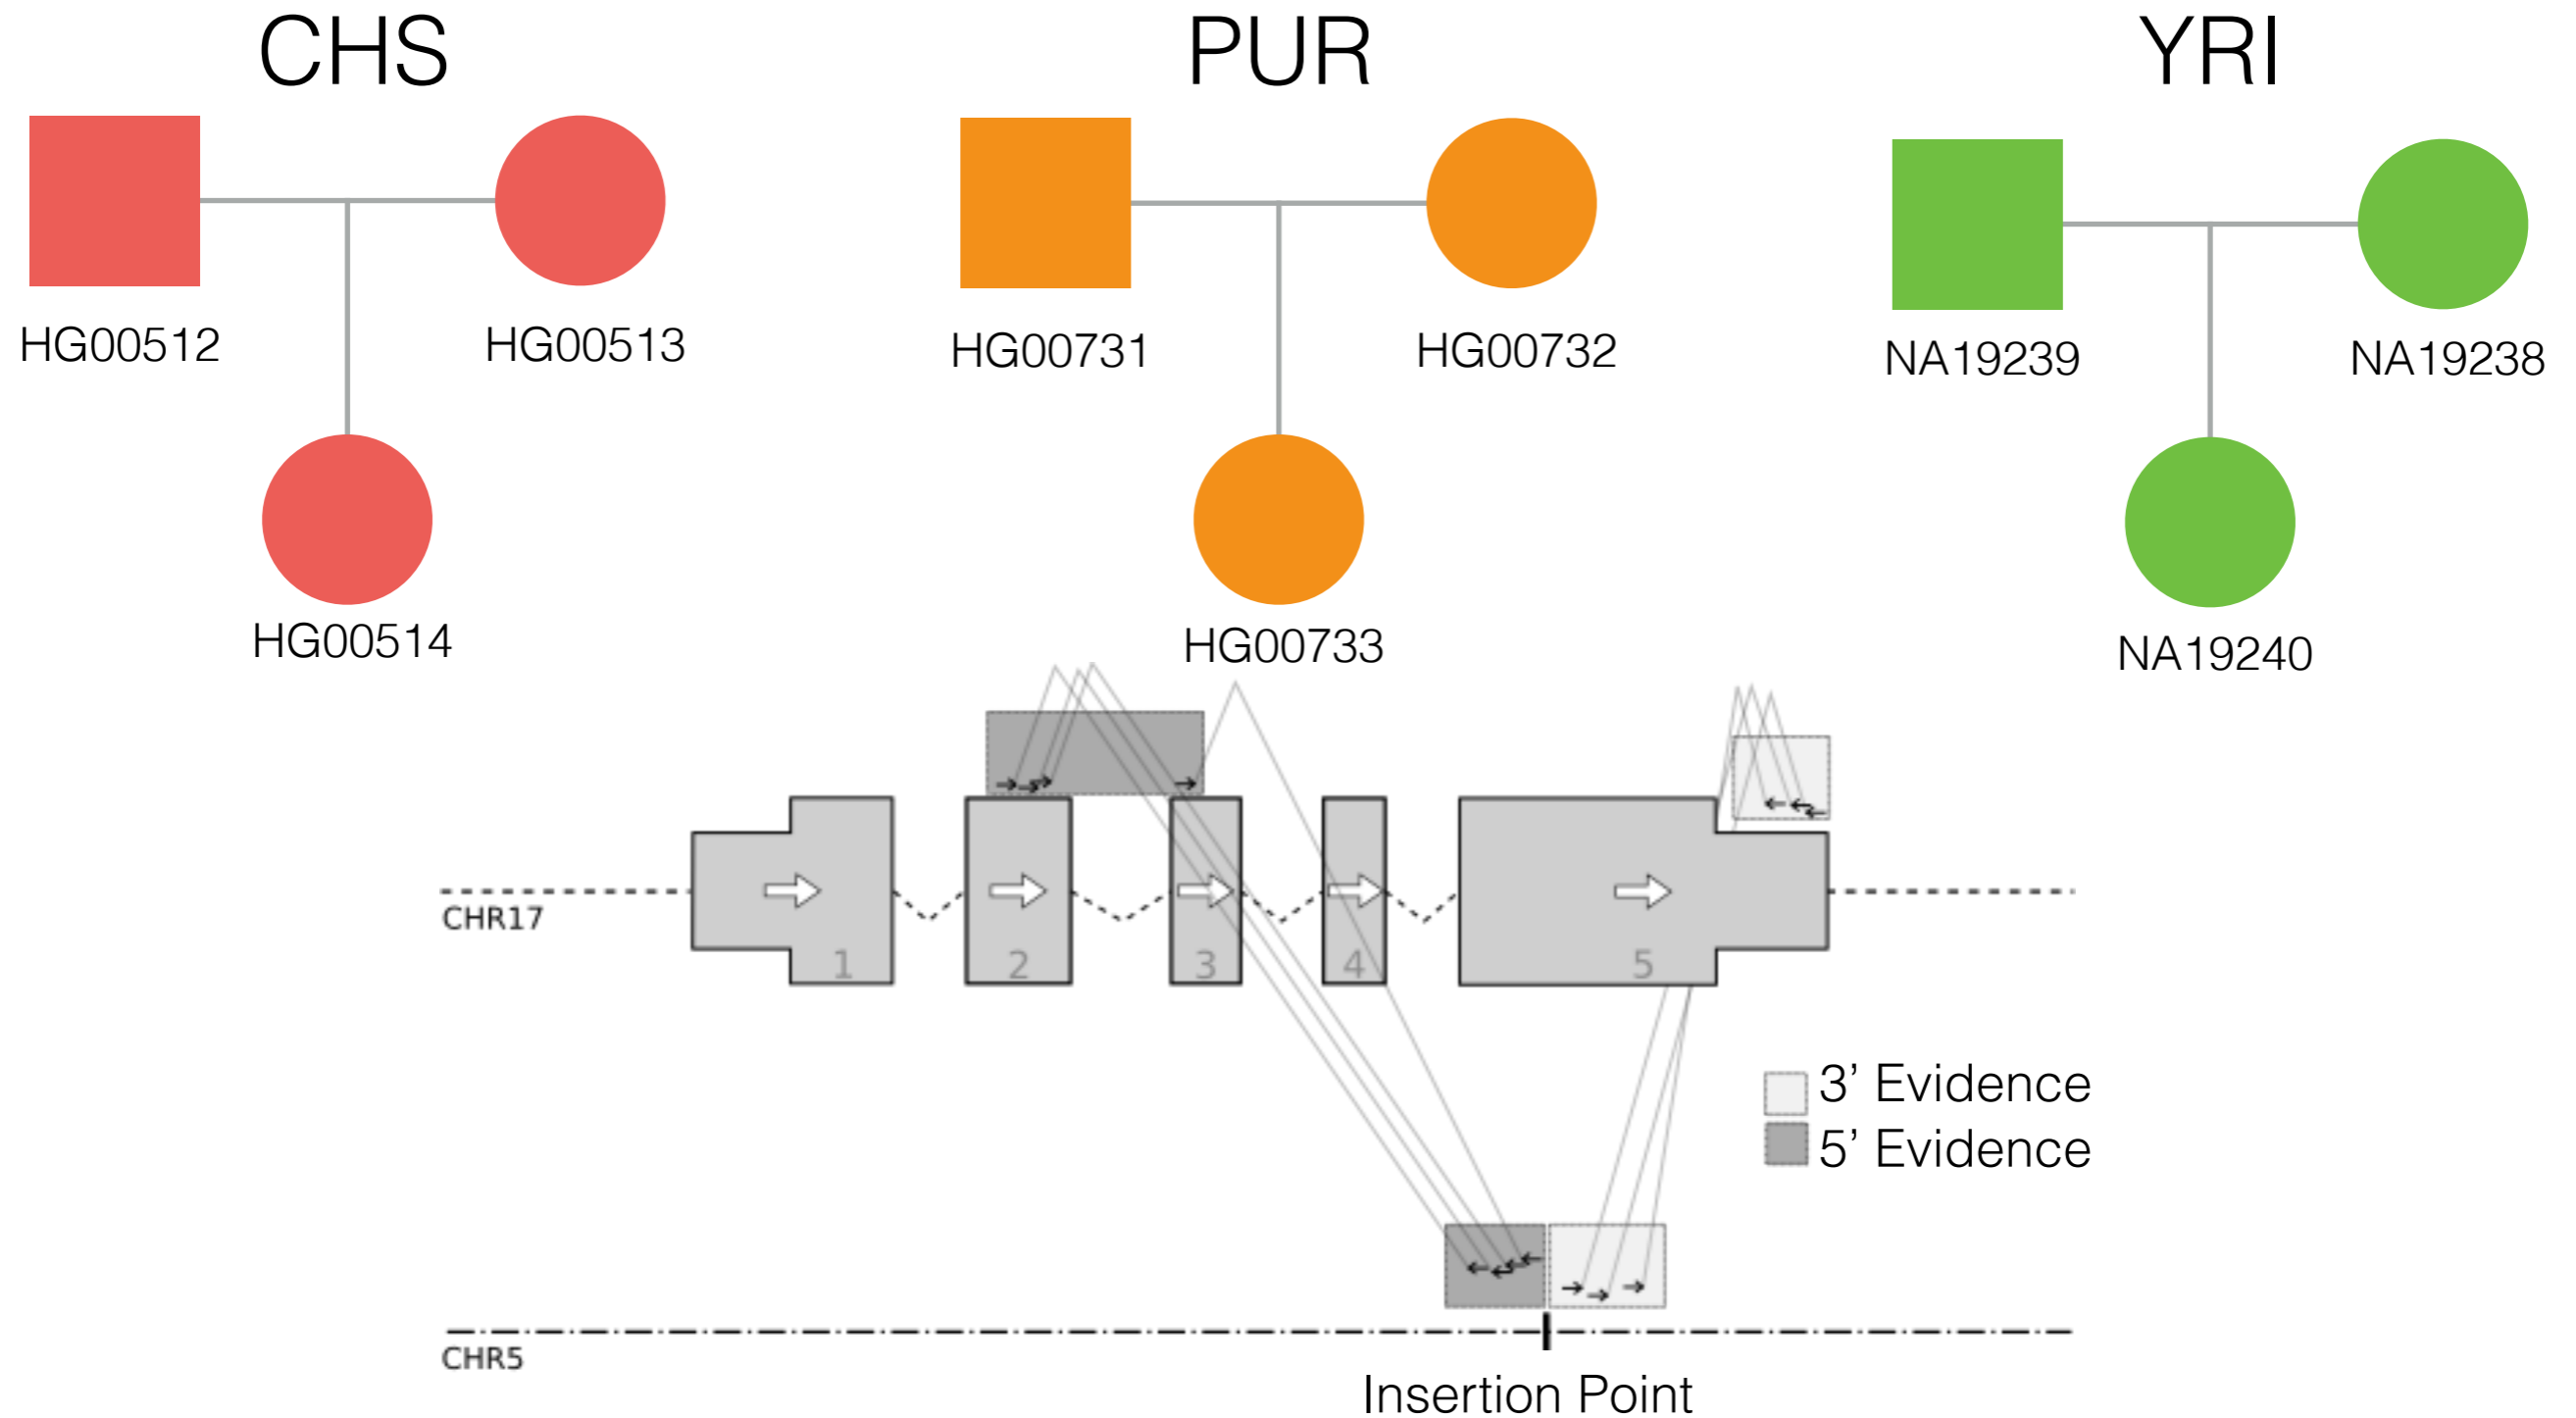 CHS
PUR
YRI
HG00512
HG00513
HG00731
HG00732
NA19239
NA19238
HG00514
HG00733
NA19240
CHR17
1
2
3
4
5
3’ Evidence
5’ Evidence
CHR5
Insertion Point